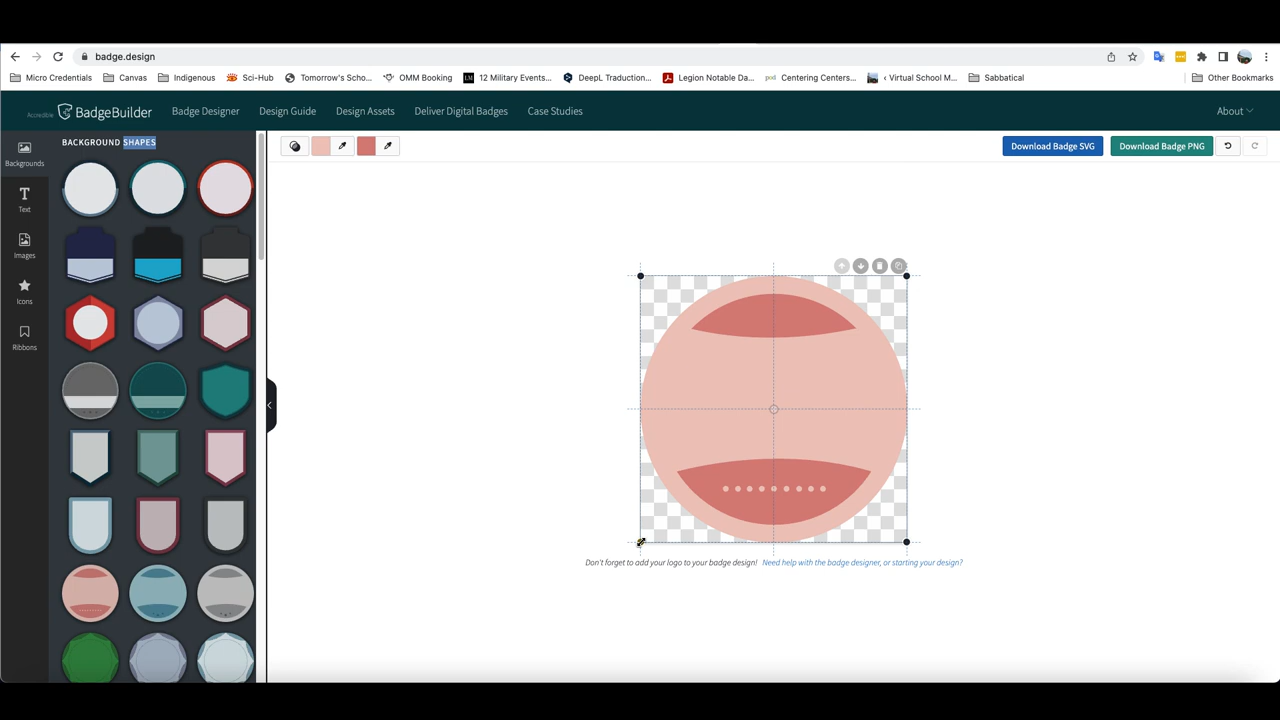 badge.design
Micro Credentials Canvas Indigenous Sci-Hub Tomorrow's Scho... OMM Booking 12 Military Events... DeepL Traduction... Legion Notable Da... pod Centering Centers... ‹ Virtual School M... Sabbatical Other Bookmarks
Accredible BadgeBuilder Badge Designer Design Guide Design Assets Deliver Digital Badges Case Studies About
BACKGROUND SHAPES
Download Badge SVG Download Badge PNG
Backgrounds
Text
Images
Icons
Ribbons
Don't forget to add your logo to your badge design! Need help with the badge designer, or starting your design?